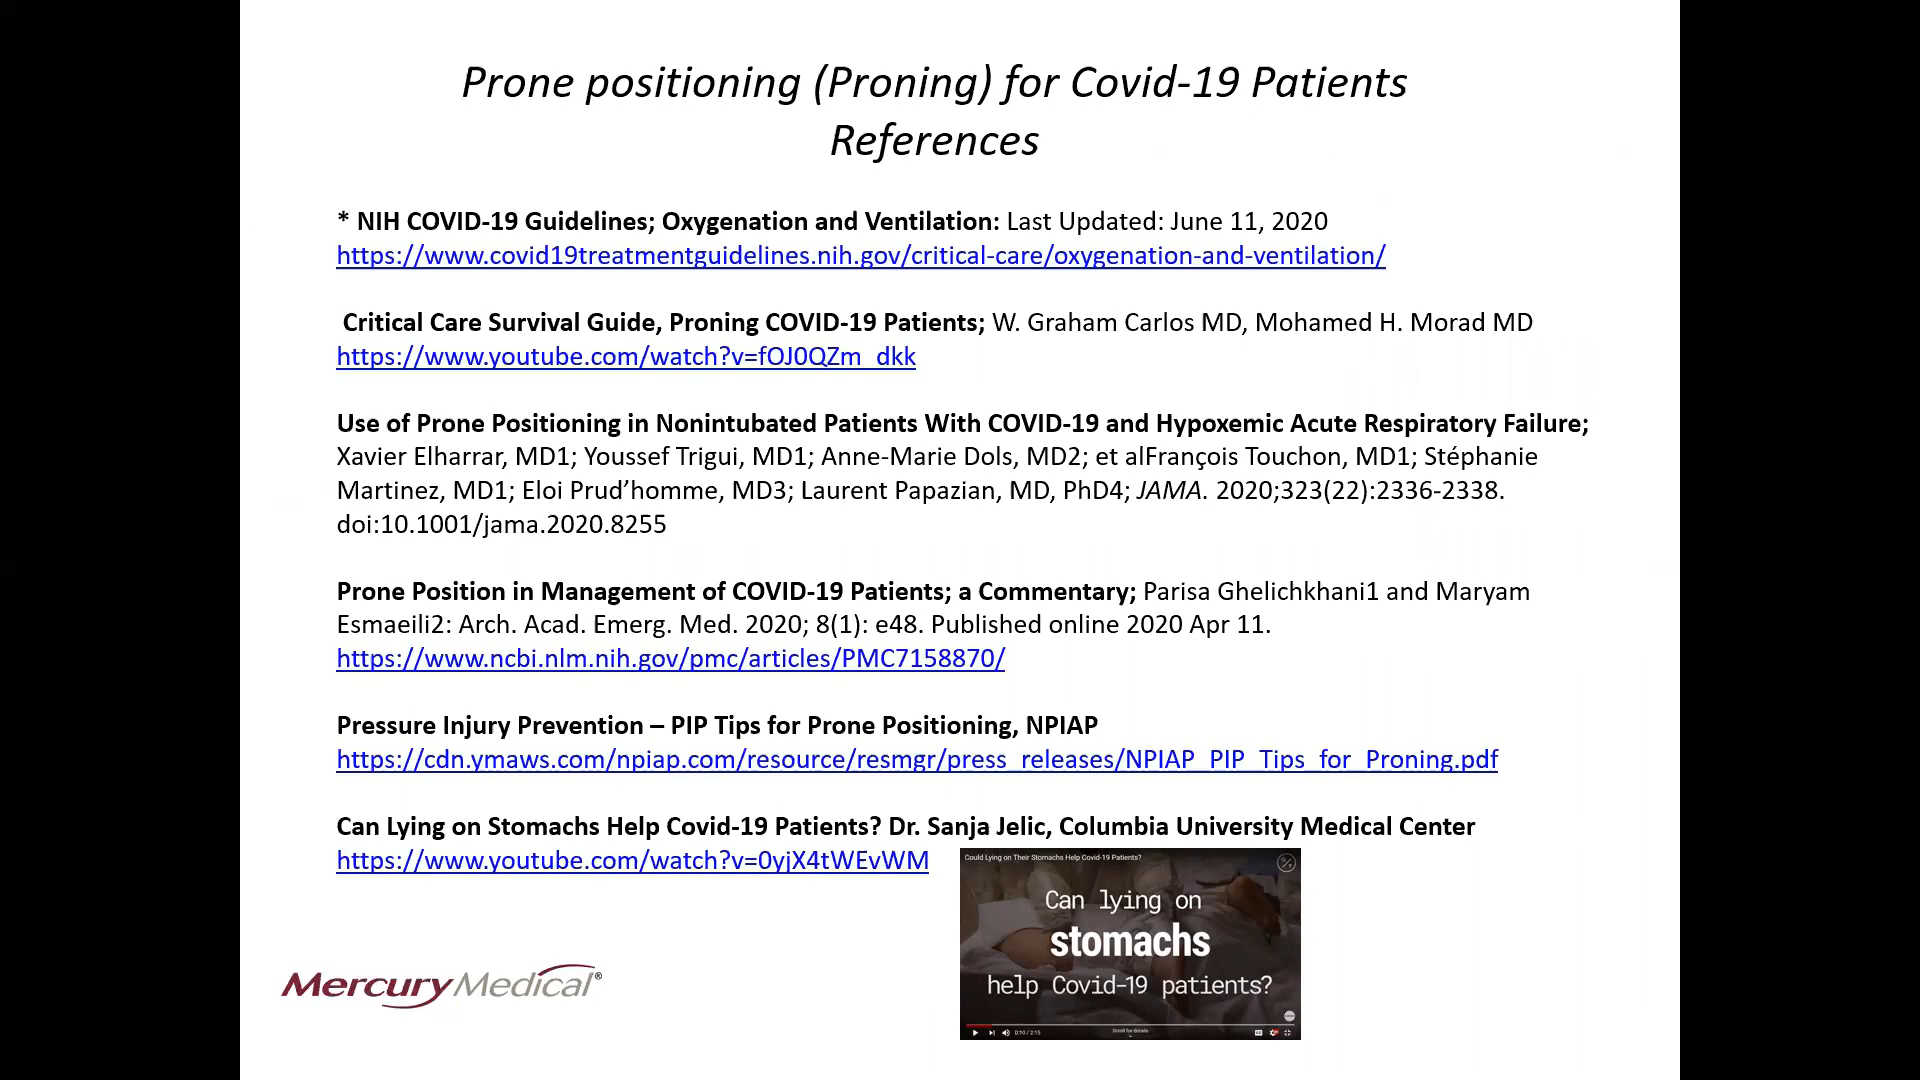 Prone positioning (Proning) for Covid-19 Patients
References
* NIH COVID-19 Guidelines; Oxygenation and Ventilation: Last Updated: June 11, 2020
https://www.covid19treatmentguidelines.nih.gov/critical-care/oxygenation-and-ventilation/
Critical Care Survival Guide, Proning COVID-19 Patients; W. Graham Carlos MD, Mohamed H. Morad MD
https://www.youtube.com/watch?v=fOJ0QZm_dkk
Use of Prone Positioning in Nonintubated Patients With COVID-19 and Hypoxemic Acute Respiratory Failure;
Xavier Elharrar, MD1; Youssef Trigui, MD1; Anne-Marie Dols, MD2; et alFrançois Touchon, MD1; Stéphanie
Martinez, MD1; Eloi Prud’homme, MD3; Laurent Papazian, MD, PhD4; JAMA. 2020;323(22):2336-2338.
doi:10.1001/jama.2020.8255
Prone Position in Management of COVID-19 Patients; a Commentary; Parisa Ghelichkhani1 and Maryam
Esmaeili2: Arch. Acad. Emerg. Med. 2020; 8(1): e48. Published online 2020 Apr 11.
https://www.ncbi.nlm.nih.gov/pmc/articles/PMC7158870/
Pressure Injury Prevention – PIP Tips for Prone Positioning, NPIAP
https://cdn.ymaws.com/npiap.com/resource/resmgr/press_releases/NPIAP_PIP_Tips_for_Proning.pdf
Can Lying on Stomachs Help Covid-19 Patients? Dr. Sanja Jelic, Columbia University Medical Center
https://www.youtube.com/watch?v=0yjX4tWEvWM
Could Lying on Their Stomachs Help Covid-19 Patients?
Can lying on
stomachs
help Covid-19 patients?
Scroll for details
0:10 / 2:15
MercuryMedical®